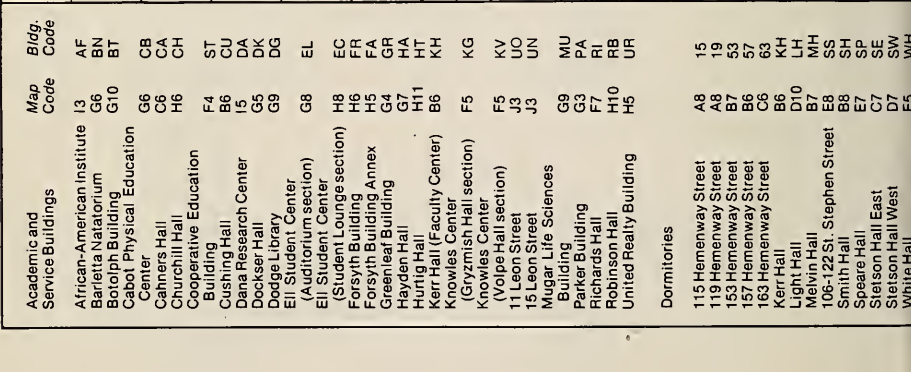 Academic and Map Bldg.
Service Buildings Code Code
African-American Institute I3 AF
Barletta Natatorium G6 BN
Botolph Building G10 BT
Cabot Physical Education
Center G6 CB
Cahners Hall C6 CA
Churchill Hall H6 CH
Cooperative Education
Building F4 ST
Cushing Hall B6 CU
Dana Research Center I5 DA
Dockser Hall G5 DK
Dodge Library G9 DG
Ell Student Center
(Auditorium section) G8 EL
Ell Student Center
(Student Lounge section) H8 EC
Forsyth Building H6 FR
Forsyth Building Annex H5 FA
Greenleaf Building G4 GR
Hayden Hall G7 HA
Hurtig Hall H11 HT
Kerr Hall (Faculty Center) B6 KH
Knowles Center
(Gryzmish Hall section) F5 KG
Knowles Center
(Volpe Hall section) F5 KV
11 Leon Street J3 UO
15 Leon Street J3 UN
Mugar Life Sciences
Building G9 MU
Parker Building G3 PA
Richards Hall F7 RI
Robinson Hall H10 RB
United Realty Building H5 UR
Dormitories
115 Hemenway Street A8 15
119 Hemenway Street A8 19
153 Hemenway Street B7 53
157 Hemenway Street B6 57
163 Hemenway Street C6 63
Kerr Hall B6 KH
Light Hall D10 LH
Melvin Hall B7 MH
106-122 St. Stephen Street E8 SS
Smith Hall B8 SH
Speare Hall E7 SP
Stetson Hall East C7 SE
Stetson Hall West D7 SW
White Hall E5 WH